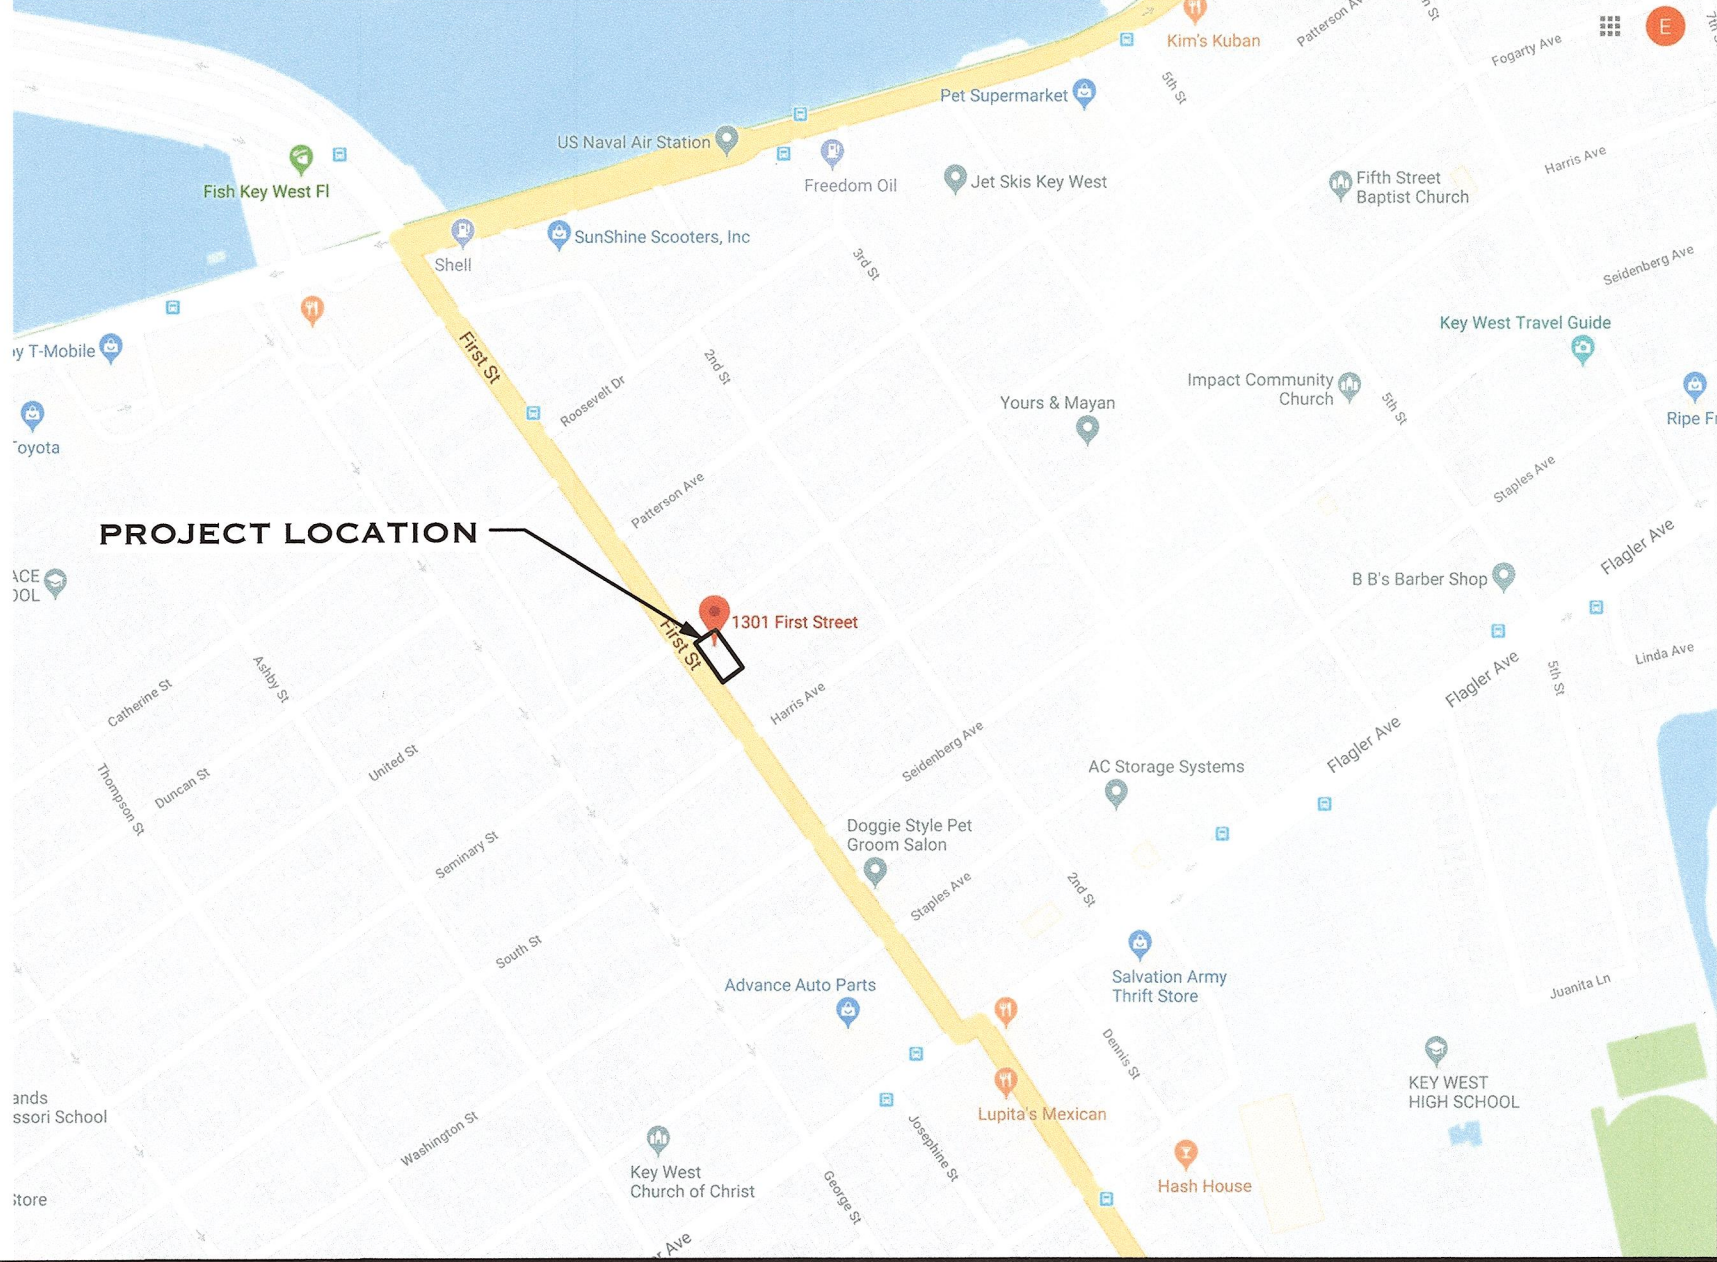 Kim's Kuban
Patterson Av
n St
Fogarty Ave
E
7th
5th St
Pet Supermarket
US Naval Air Station
Freedom Oil
Jet Skis Key West
Fifth Street
Baptist Church
Harris Ave
Fish Key West Fl
SunShine Scooters, Inc
Shell
3rd St
Seidenberg Ave
Key West Travel Guide
y T-Mobile
First St
2nd St
Roosevelt Dr
Impact Community
Church
5th St
Yours & Mayan
Ripe Fr
Toyota
Patterson Ave
Staples Ave
PROJECT LOCATION
Flagler Ave
ACE
OOL
B B's Barber Shop
1301 First Street
First St
Linda Ave
Flagler Ave
5th St
Catherine St
Ashby St
Harris Ave
Flagler Ave
Seidenberg Ave
United St
Duncan St
Thompson St
AC Storage Systems
Doggie Style Pet
Groom Salon
Seminary St
Staples Ave
2nd St
South St
Advance Auto Parts
Salvation Army
Thrift Store
Juanita Ln
Dennis St
KEY WEST
HIGH SCHOOL
ands
ssori School
Lupita's Mexican
Washington St
Josephine St
Key West
Church of Christ
George St
Hash House
Store
r Ave